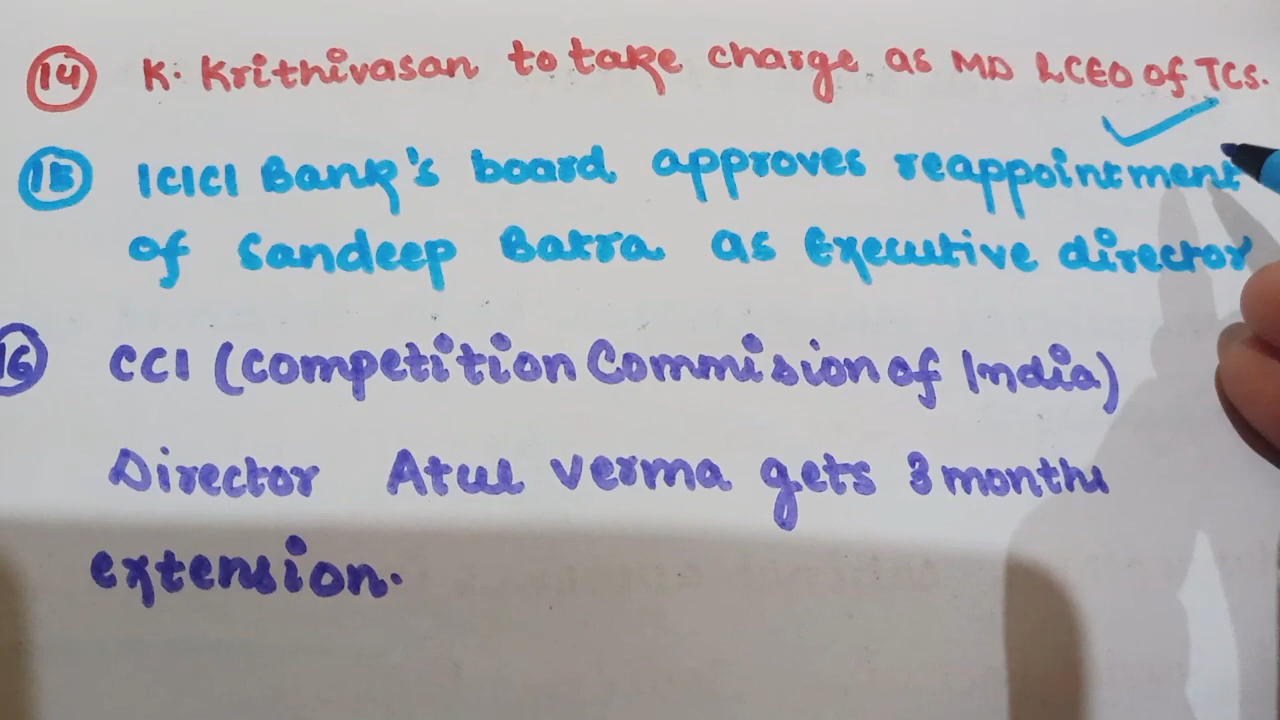 14 K. Krithivasan to take charge as MD & CEO of TCS.
15 ICICI Bank's board approves reappointment
of Sandeep Batra as Executive director
16 CCI (Competition Commision of India)
Director Atul Verma gets 3 months
extension.